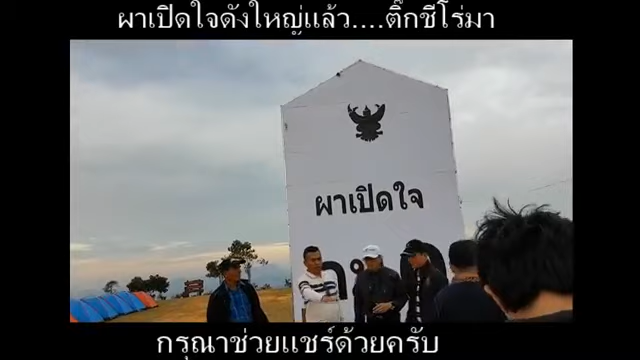 ผาเปิดใจดังใหญ่แล้ว....ติ๊กชีโร่มา
ผาเปิดใจ
กรุณาช่วยแชร์ด้วยครับ